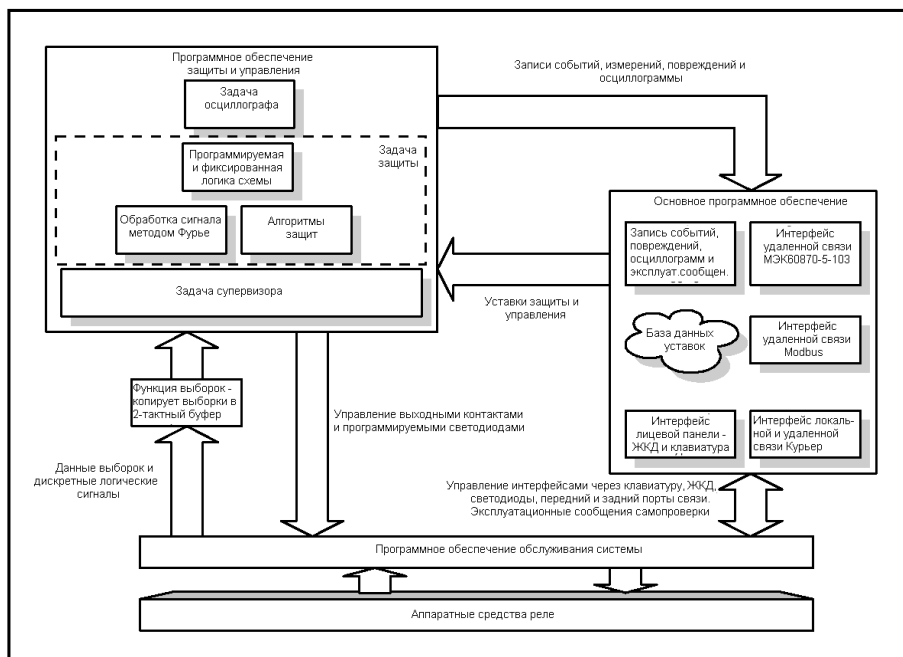 Программное обеспечение
защиты и управления
Задача
осциллографа
Задача
защиты
Программируемая
и фиксированная
логика схемы
Обработка сигнала
методом Фурье
Алгоритмы
защит
Задача супервизора
Записи событий, измерений, повреждений и
осциллограммы
Основное программное обеспечение
Запись событий,
повреждений,
осциллограмм и
эксплуат.сообщен.
Интерфейс
удаленной связи
МЭК60870-5-103
База данных
уставок
Интерфейс
удаленной связи
Modbus
Интерфейс
лицевой панели -
ЖКД и клавиатура
Интерфейс локаль-
ной и удаленной
связи Курьер
Уставки защиты и
управления
Функция выборок -
копирует выборки в
2-тактный буфер
Управление выходными контактами
и программируемыми светодиодами
Данные выборок и
дискретные логические
сигналы
Управление интерфейсами через клавиатуру, ЖКД,
светодиоды, передний и задний порты связи.
Эксплуатационные сообщения самопроверки
Программное обеспечение обслуживания системы
Аппаратные средства реле